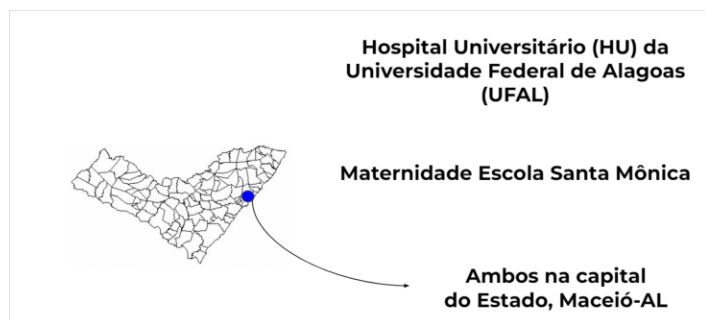 Hospital Universitário (HU) da
Universidade Federal de Alagoas
(UFAL)
Maternidade Escola Santa Mônica
Ambos na capital
do Estado, Maceió-AL